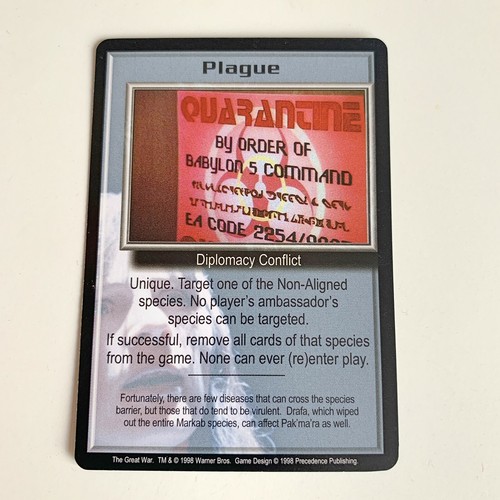 Plague
QUARANTINE
BY ORDER OF
BABYLON 5 COMMAND
EA CODE 2254/
Diplomacy Conflict
Unique. Target one of the Non-Aligned
species. No player's ambassador's
species can be targeted.
If successful, remove all cards of that species
from the game. None can ever (re)enter play.
Fortunately, there are few diseases that can cross the species
barrier, but those that do tend to be virulent. Drafa, which wiped
out the entire Markab species, can affect Pak'ma'ra as well.
The Great War. TM & © 1998 Warner Bros. Game Design © 1998 Precedence Publishing.